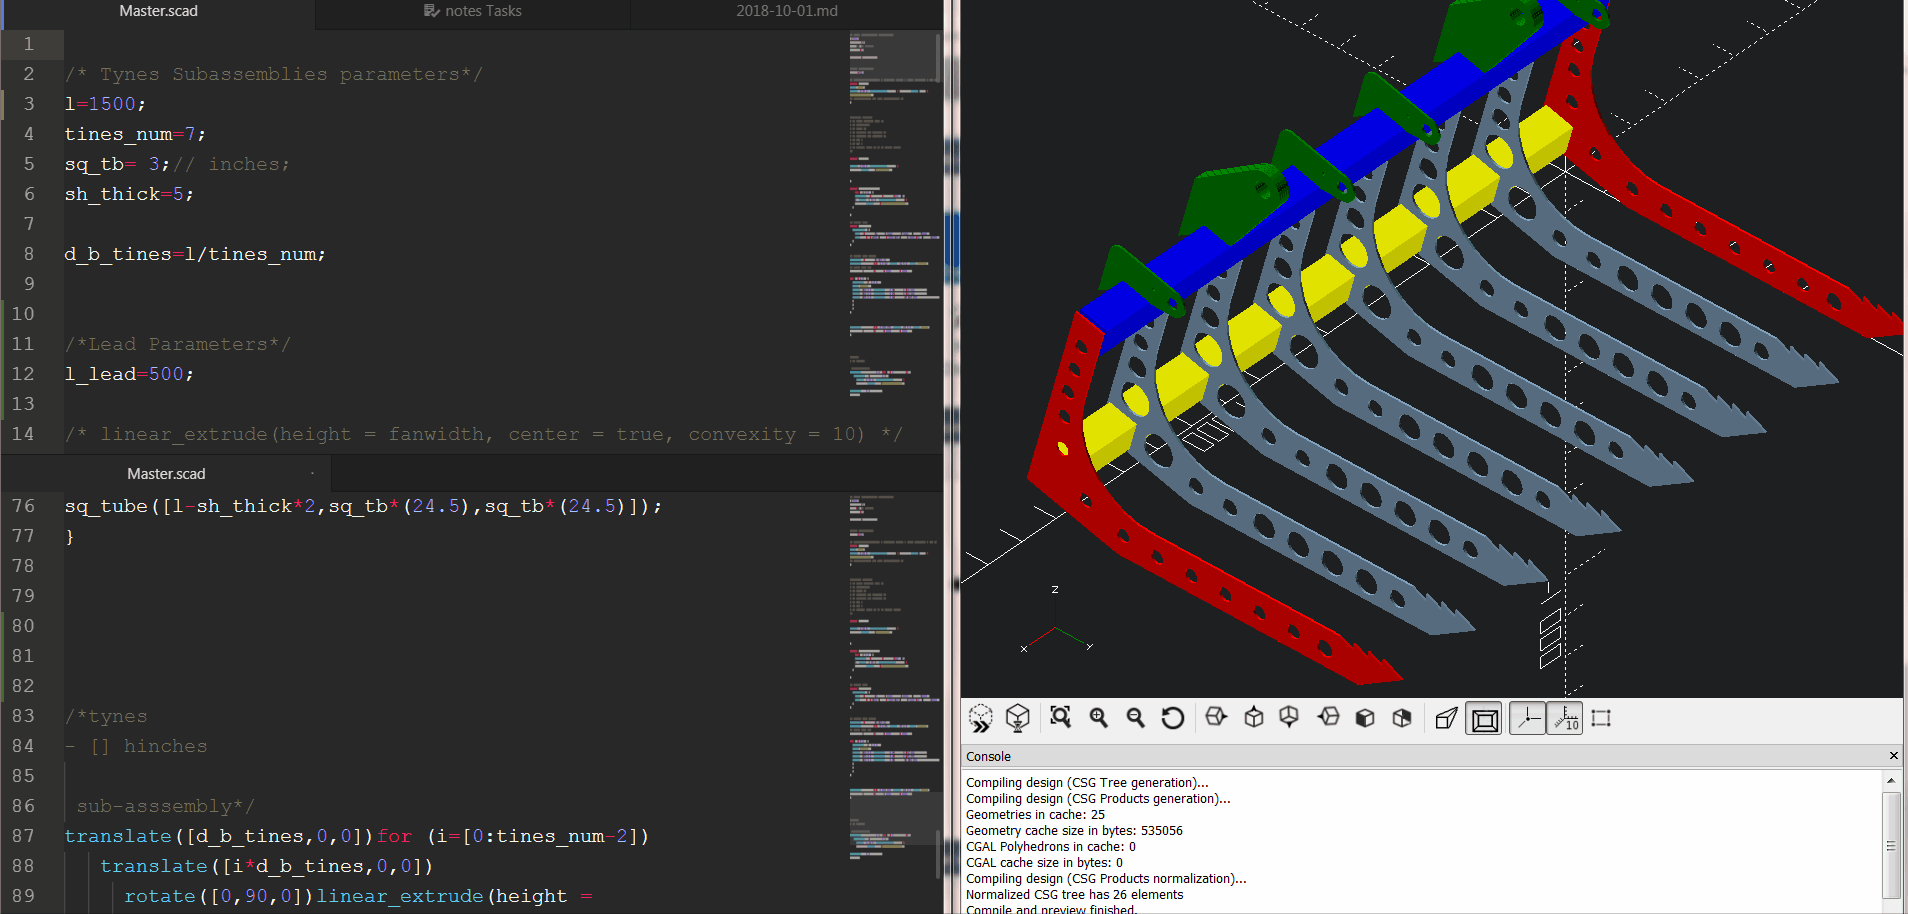 Master.scad
notes Tasks
2018-10-01.md
1
2 /* Tynes Subassemblies parameters*/
3 l=1500;
4 tines_num=7;
5 sq_tb= 3;// inches;
6 sh_thick=5;
7
8 d_b_tines=l/tines_num;
9
10
11 /*Lead Parameters*/
12 l_lead=500;
13
14 /* linear_extrude(height = fanwidth, center = true, convexity = 10) */
Master.scad
76 sq_tube([l-sh_thick*2,sq_tb*(24.5),sq_tb*(24.5)]);
77 }
78
79
80
81
82
83 /*tynes
84 - [] hinches
85
86 sub-asssembly*/
87 translate([d_b_tines,0,0])for (i=[0:tines_num-2])
88 translate([i*d_b_tines,0,0])
89 rotate([0,90,0])linear_extrude(height =
z
x
y
10
Console
Compiling design (CSG Tree generation)...
Compiling design (CSG Products generation)...
Geometries in cache: 25
Geometry cache size in bytes: 535056
CGAL Polyhedrons in cache: 0
CGAL cache size in bytes: 0
Compiling design (CSG Products normalization)...
Normalized CSG tree has 26 elements
Compile and preview finished.